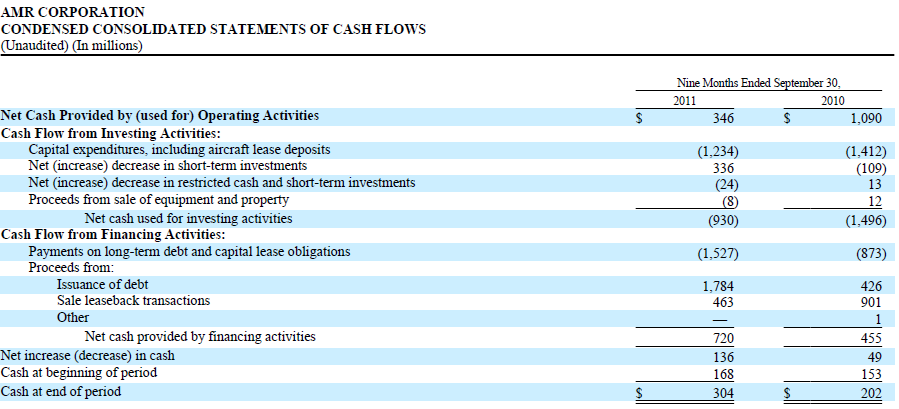 AMR CORPORATION
CONDENSED CONSOLIDATED STATEMENTS OF CASH FLOWS
(Unaudited) (In millions)
Nine Months Ended September 30,
2011 2010
Net Cash Provided by (used for) Operating Activities $ 346 $ 1,090
Cash Flow from Investing Activities:
Capital expenditures, including aircraft lease deposits (1,234) (1,412)
Net (increase) decrease in short-term investments 336 (109)
Net (increase) decrease in restricted cash and short-term investments (24) 13
Proceeds from sale of equipment and property (8) 12
Net cash used for investing activities (930) (1,496)
Cash Flow from Financing Activities:
Payments on long-term debt and capital lease obligations (1,527) (873)
Proceeds from:
Issuance of debt 1,784 426
Sale leaseback transactions 463 901
Other — 1
Net cash provided by financing activities 720 455
Net increase (decrease) in cash 136 49
Cash at beginning of period 168 153
Cash at end of period $ 304 $ 202